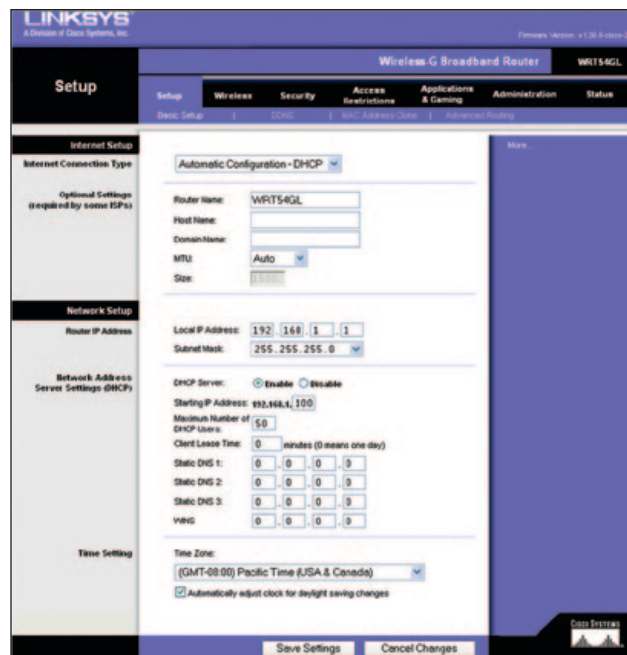 LINKSYS
A Division of Cisco Systems, Inc.
Wireless-G Broadband Router WRT54GL
Setup
Setup Wireless Security Access Restrictions Applications & Gaming Administration Status
Basic Setup | DDNS | MAC Address Clone | Advanced Routing
Internet Setup
More...
Internet Connection Type
Automatic Configuration - DHCP
Optional Settings
(required by some ISPs)
Router Name: WRT54GL
Host Name:
Domain Name:
MTU: Auto
Size: 1500
Network Setup
Router IP Address
Local IP Address: 192 . 168 . 1 . 1
Subnet Mask: 255.255.255.0
Network Address
Server Settings (DHCP)
DHCP Server: Enable Disable
Starting IP Address: 192.168.1. 100
Maximum Number of
DHCP Users: 50
Client Lease Time: 0 minutes (0 means one day)
Static DNS 1: 0 . 0 . 0 . 0
Static DNS 2: 0 . 0 . 0 . 0
Static DNS 3: 0 . 0 . 0 . 0
WINS 0 . 0 . 0 . 0
Time Setting
Time Zone:
(GMT-08:00) Pacific Time (USA & Canada)
Automatically adjust clock for daylight saving changes
Save Settings Cancel Changes
CISCO SYSTEMS